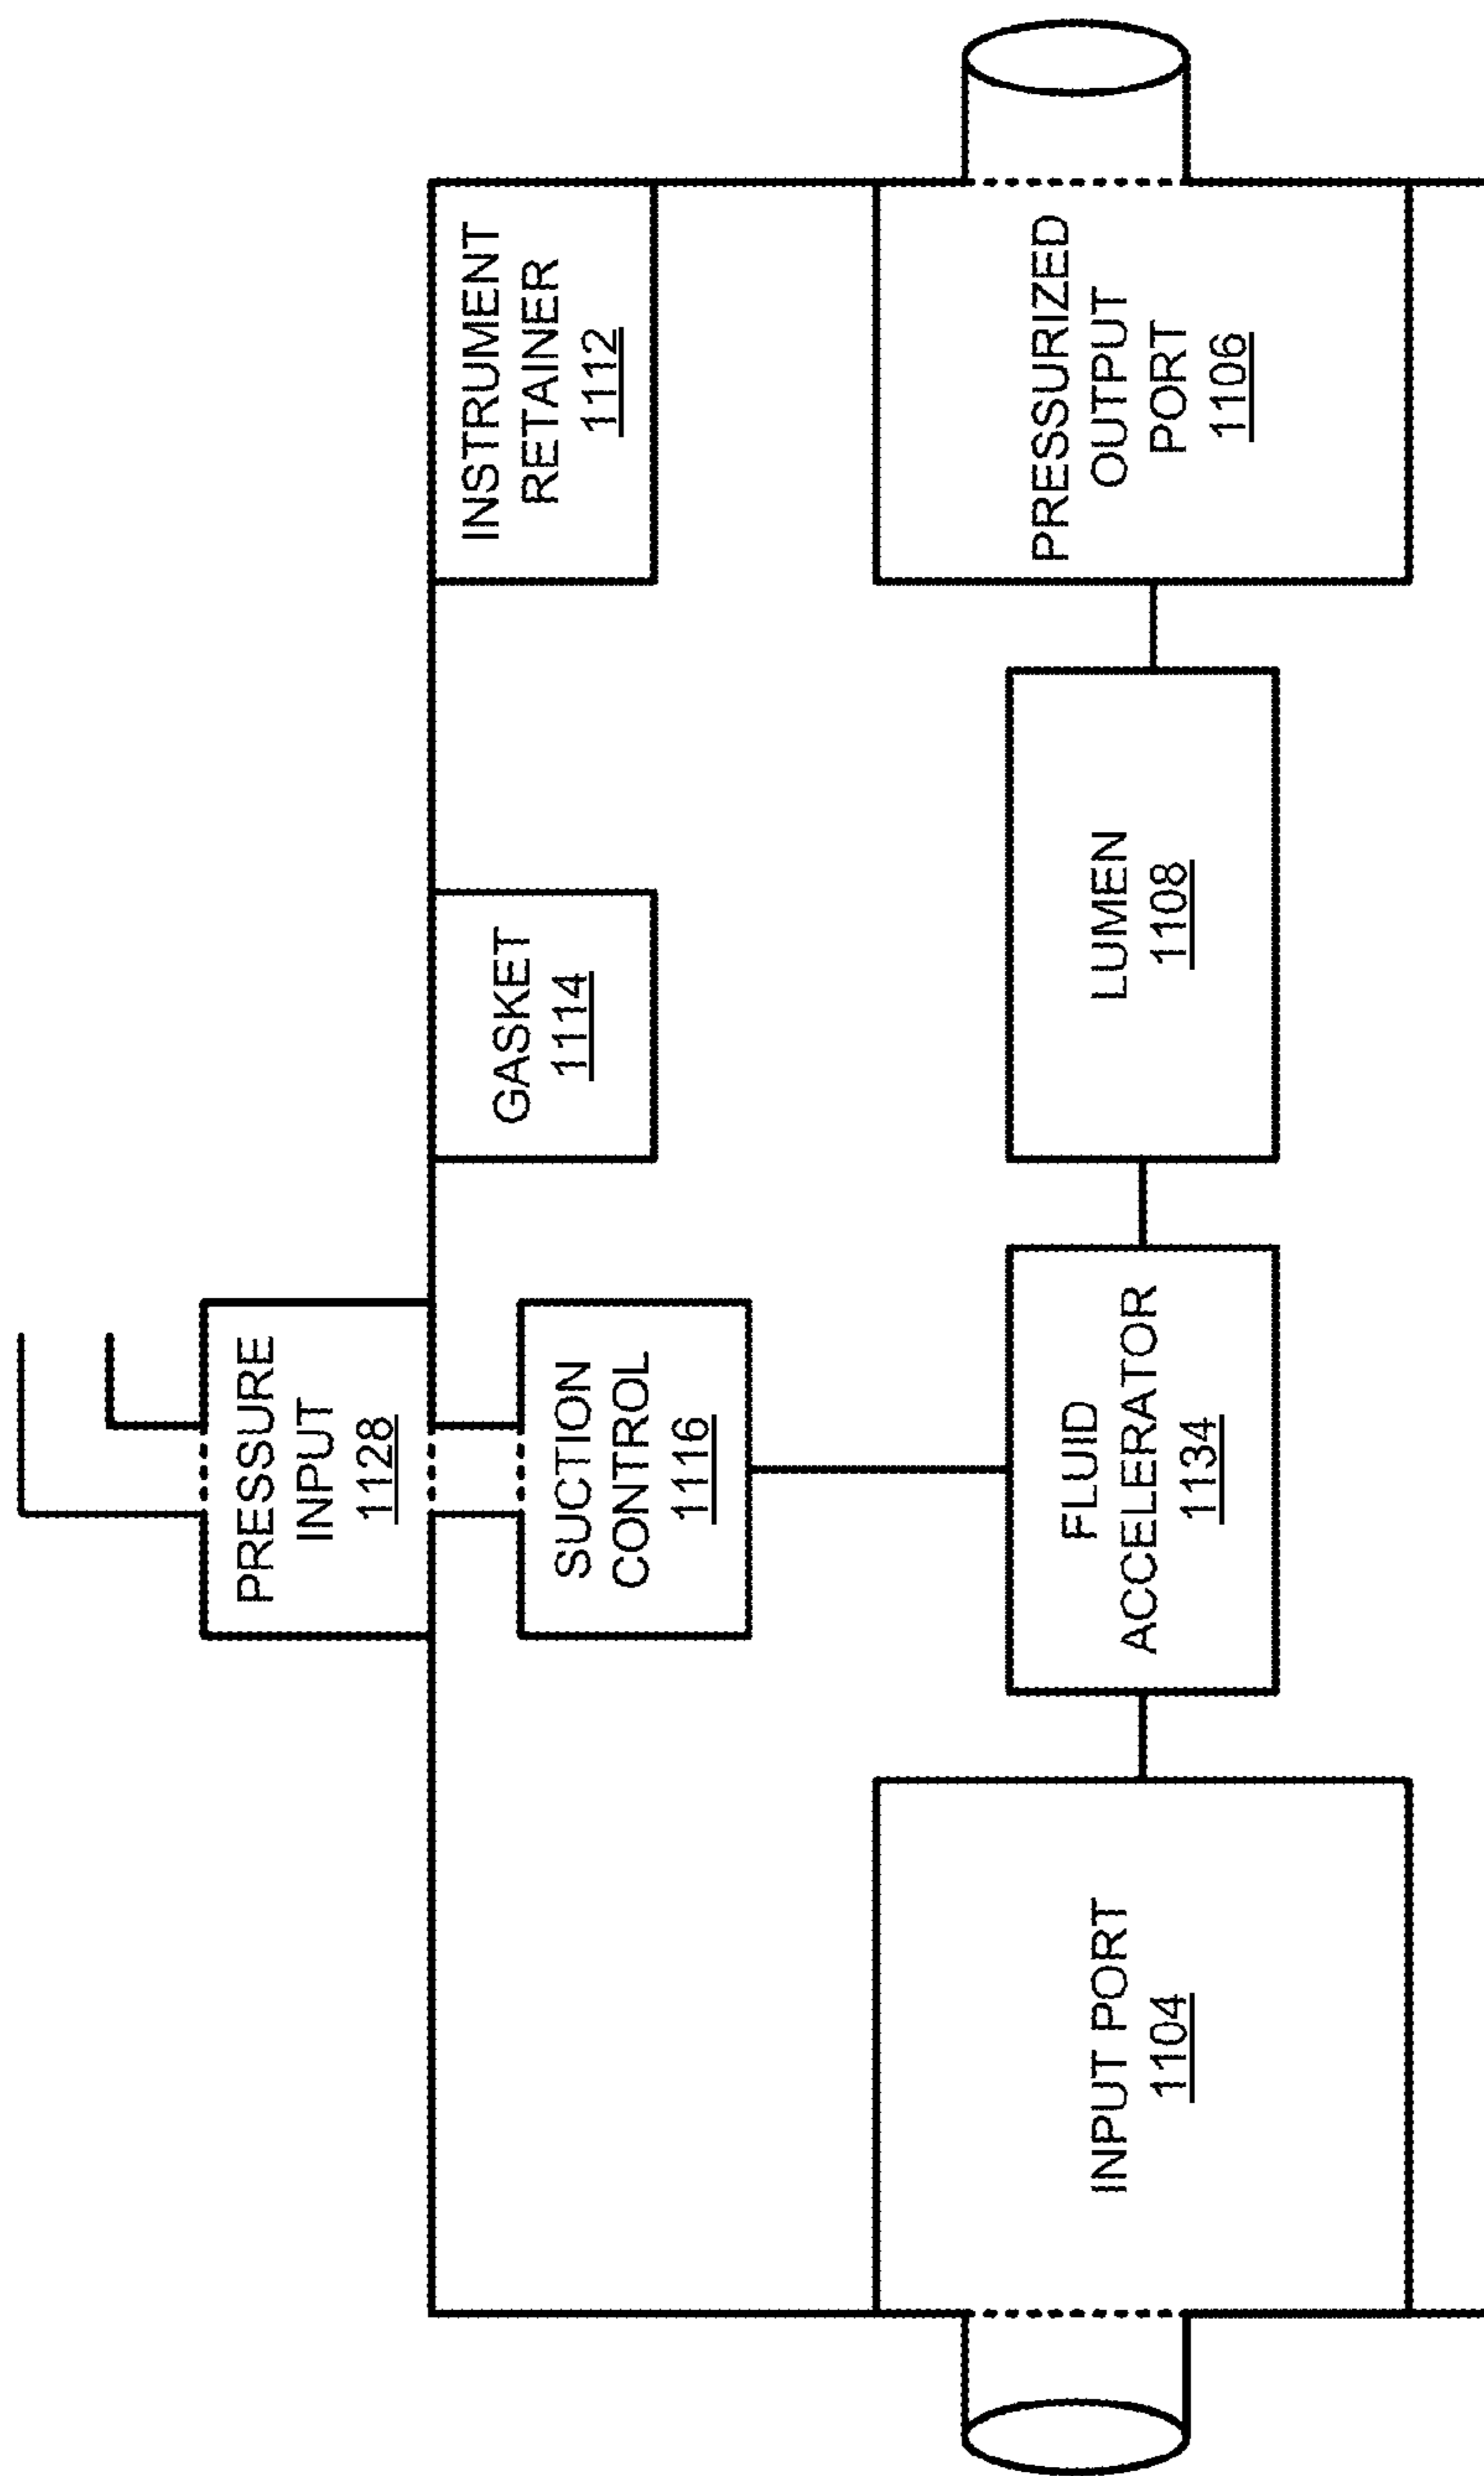 PRESSURE
INPUT
1128
SUCTION
CONTROL
1116
GASKET
1114
INSTRUMENT
RETAINER
1112
INPUT PORT
1104
FLUID
ACCELERATOR
1134
LUMEN
1108
PRESSURIZED
OUTPUT
PORT
1106